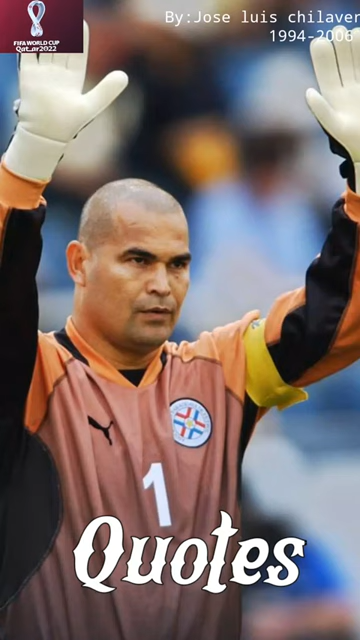 By:Jose luis chilaver
1994-2006
FIFA WORLD CUP
Qatar2022
1
Quotes